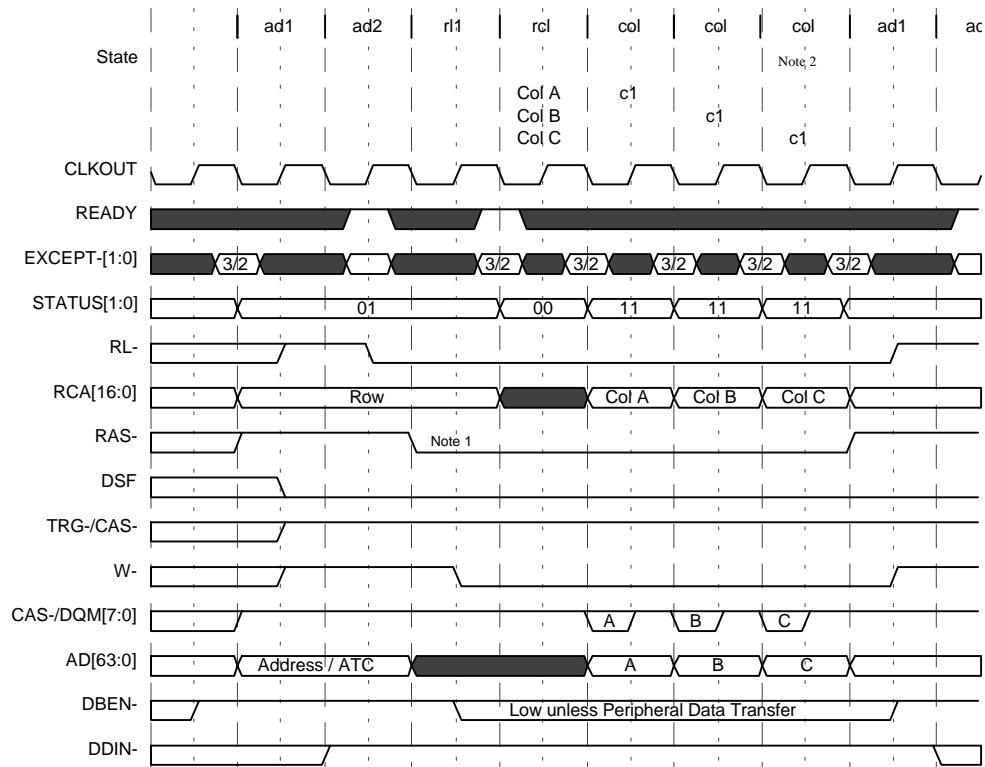 ad1 ad2 rl1 rcl col col col ad1 ad
State
Note 2
Col A c1
Col B c1
Col C c1
CLKOUT
READY
EXCEPT-[1:0] 3/2 3/2 3/2 3/2 3/2 3/2
STATUS[1:0] 01 00 11 11 11
RL-
RCA[16:0] Row Col A Col B Col C
RAS- Note 1
DSF
TRG-/CAS-
W-
CAS-/DQM[7:0] A B C
AD[63:0] Address / ATC A B C
DBEN- Low unless Peripheral Data Transfer
DDIN-